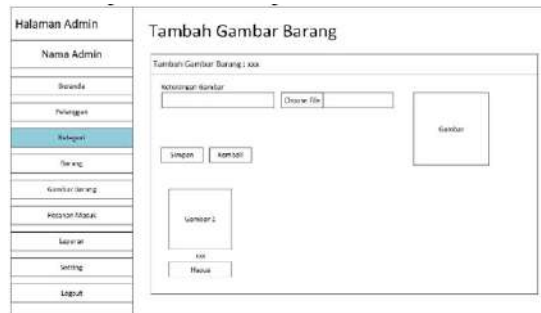 Halaman Admin
Nama Admin
Beranda
Pelanggan
Kategori
Barang
Gambar Barang
Pesanan Masuk
Laporan
Setting
Logout
Tambah Gambar Barang
Tambah Gambar Barang : xxx
Keterangan Gambar
Choose File
Gambar
Simpan
Kembali
Gambar 1
xxx
Hapus